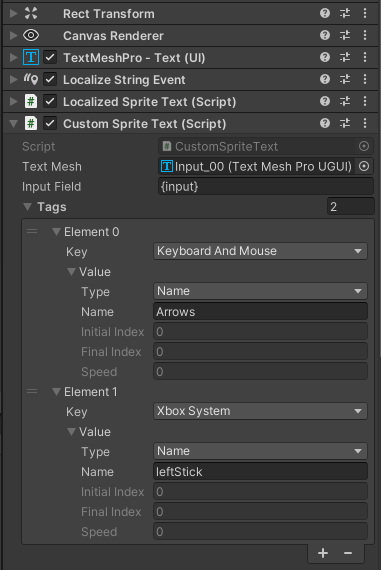 Rect Transform
Canvas Renderer
TextMeshPro - Text (UI)
Localize String Event
Localized Sprite Text (Script)
Custom Sprite Text (Script)
Script CustomSpriteText
Text Mesh Input_00 (Text Mesh Pro UGUI)
Input Field {input}
Tags 2
Element 0
Key Keyboard And Mouse
Value
Type Name
Name Arrows
Initial Index 0
Final Index 0
Speed 0
Element 1
Key Xbox System
Value
Type Name
Name leftStick
Initial Index 0
Final Index 0
Speed 0